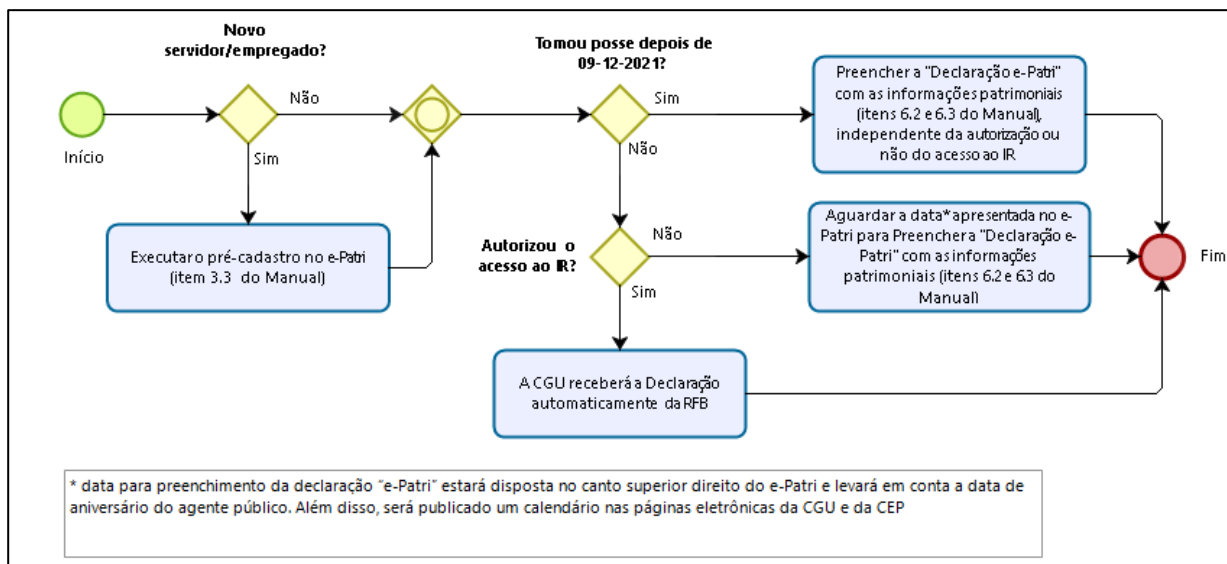 Novo
servidor/empregado?
Tomou posse depois de
09-12-2021?
Início
Não
Sim
Sim
Não
Preencher a "Declaração e-Patri"
com as informações patrimoniais
(itens 6.2 e 6.3 do Manual),
independente da autorização ou
não do acesso ao IR
Executar o pré-cadastro no e-Patri
(item 3.3 do Manual)
Autorizou o
acesso ao IR?
Não
Sim
Aguardar a data* apresentada no e-
Patri para Preencher a "Declaração e-
Patri" com as informações
patrimoniais (itens 6.2 e 6.3 do
Manual)
Fim
A CGU receberá a Declaração
automaticamente da RFB
* data para preenchimento da declaração "e-Patri" estará disposta no canto superior direito do e-Patri e levará em conta a data de
aniversário do agente público. Além disso, será publicado um calendário nas páginas eletrônicas da CGU e da CEP